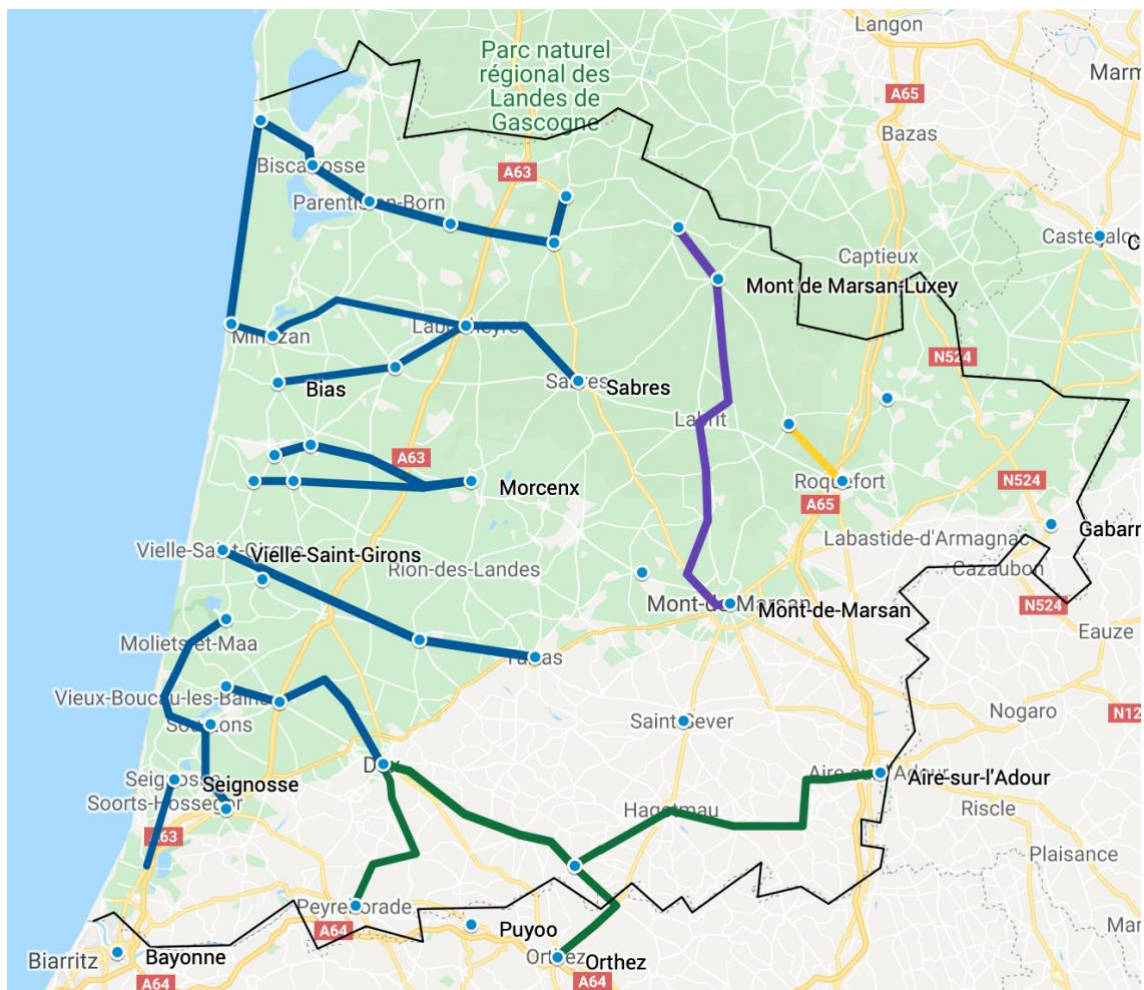 Langon
Parc naturel
régional des
Landes de
Gascogne
Marm
A65
Bazas
A63
Biscarrosse
Parentis-en-Born
Casteljalou
C
Captieux
Mont de Marsan-Luxey
Mimizan
Labouheyre
N524
Bias
Sabres
Sabres
Labrit
A63
Morcenx
Roquefort
A65
N524
Gabarr
Labastide-d'Armagnac
Vielle-Saint-Girons
Vielle-Saint-Girons
Rion-des-Landes
Cazaubon
N524
Mont-de-Marsan
Mont-de-Marsan
Eauze
Moliets-et-Maa
Tartas
Vieux-Boucau-les-Bains
Soustons
Saint-Sever
Nogaro
N12
Dax
Aire-sur-l'Adour
Aire-sur-l'Adour
Seignosse
Seignosse
Soorts-Hossegor
Hagetmau
Riscle
A63
Plaisance
Peyrehorade
A64
Puyoo
Mar
Biarritz
Bayonne
Orthez
Orthez
A64
A64